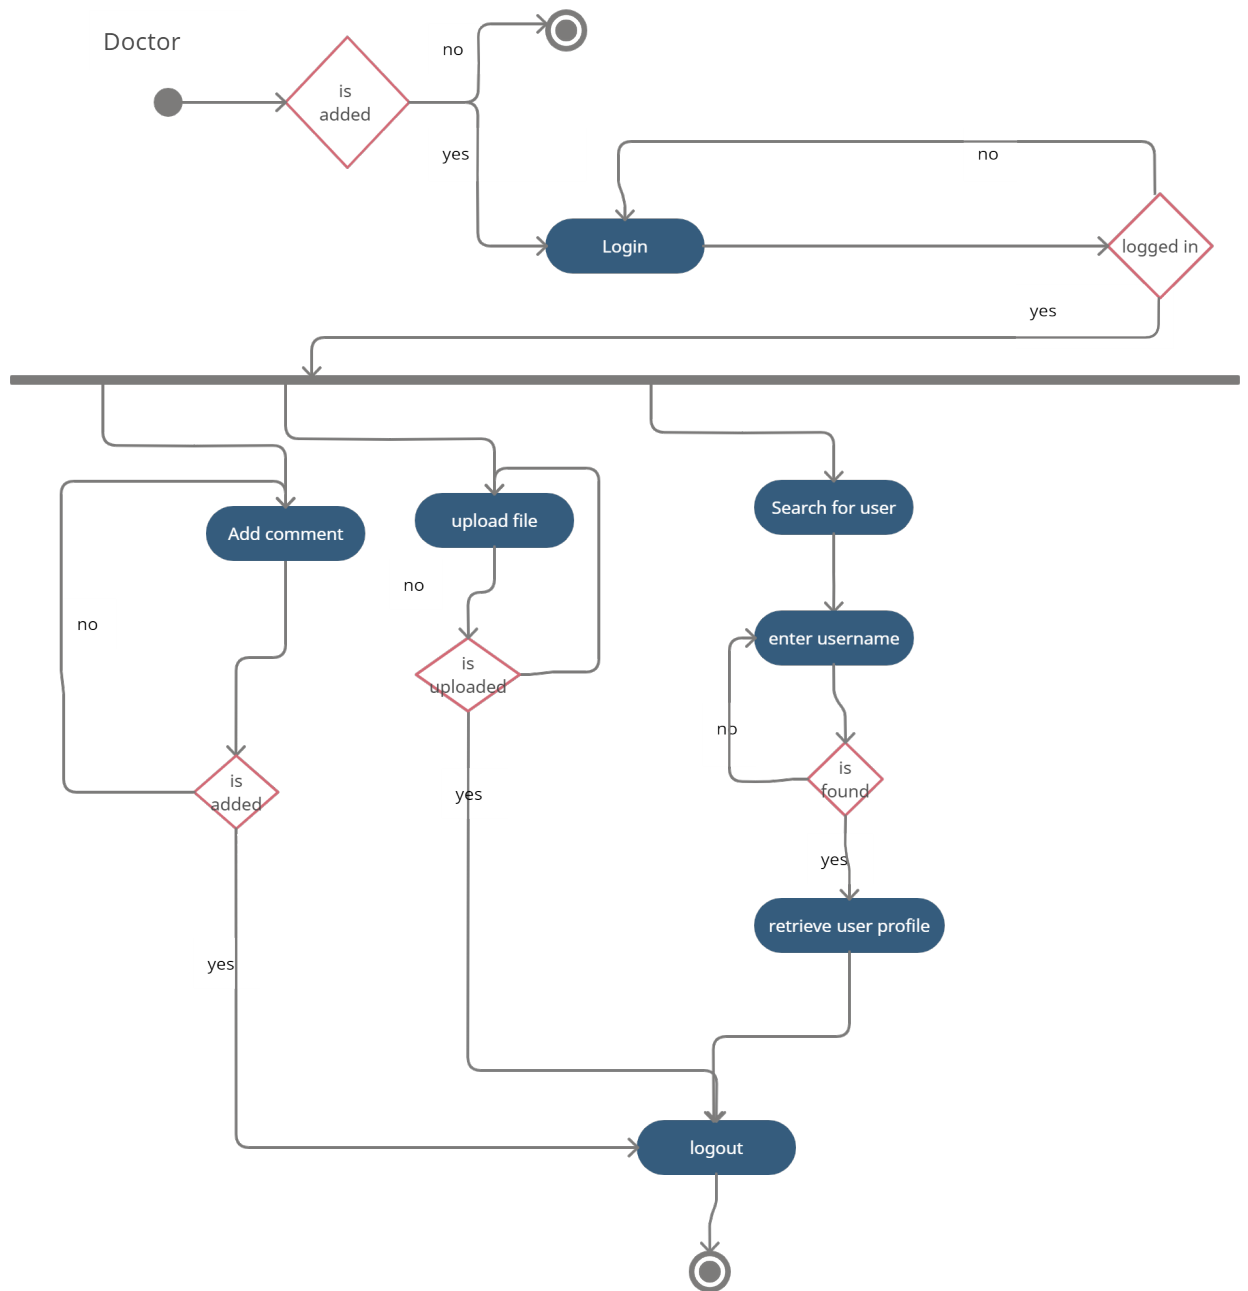 Doctor
no
is
added
yes
no
Login
logged in
yes
Add comment
upload file
Search for user
no
no
enter username
is
uploaded
no
is
found
is
added
yes
yes
retrieve user profile
yes
logout